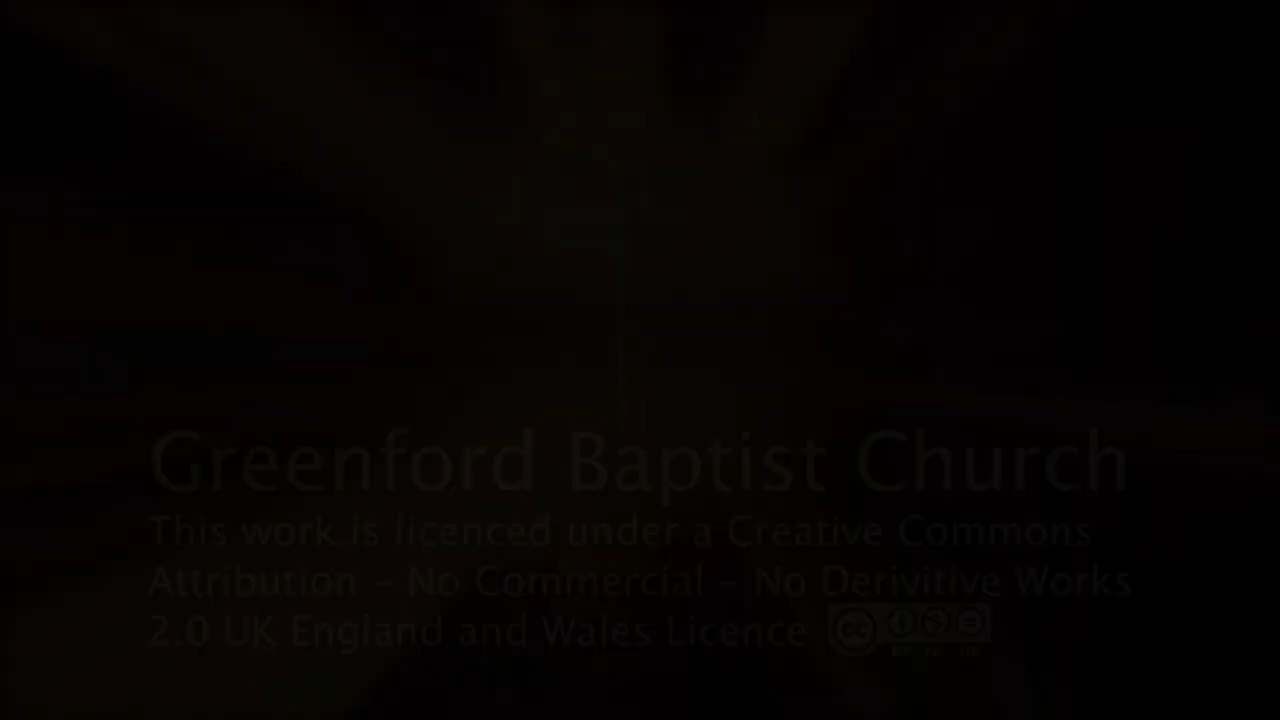 Greenford Baptist Church
This work is licenced under a Creative Commons
Attribution - No Commercial - No Derivitive Works
2.0 UK England and Wales Licence cc